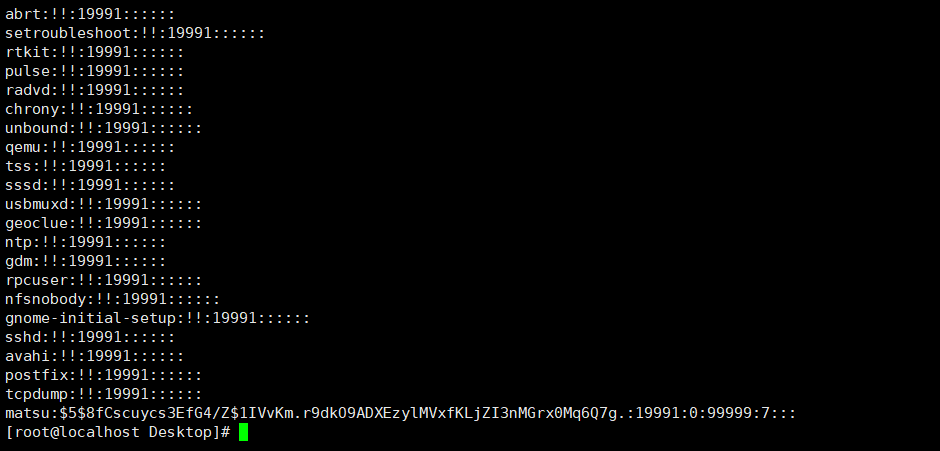 abrt:!!:19991::::::
setroubleshoot:!!:19991::::::
rtkit:!!:19991::::::
pulse:!!:19991::::::
radvd:!!:19991::::::
chrony:!!:19991::::::
unbound:!!:19991::::::
qemu:!!:19991::::::
tss:!!:19991::::::
sssd:!!:19991::::::
usbmuxd:!!:19991::::::
geoclue:!!:19991::::::
ntp:!!:19991::::::
gdm:!!:19991::::::
rpcuser:!!:19991::::::
nfsnobody:!!:19991::::::
gnome-initial-setup:!!:19991::::::
sshd:!!:19991::::::
avahi:!!:19991::::::
postfix:!!:19991::::::
tcpdump:!!:19991::::::
matsu:$5$8fCscuycs3EfG4/Z$1IVvKm.r9dkO9ADXEzylMVxfKLjZI3nMGrx0Mq6Q7g.:19991:0:99999:7:::
[root@localhost Desktop]#